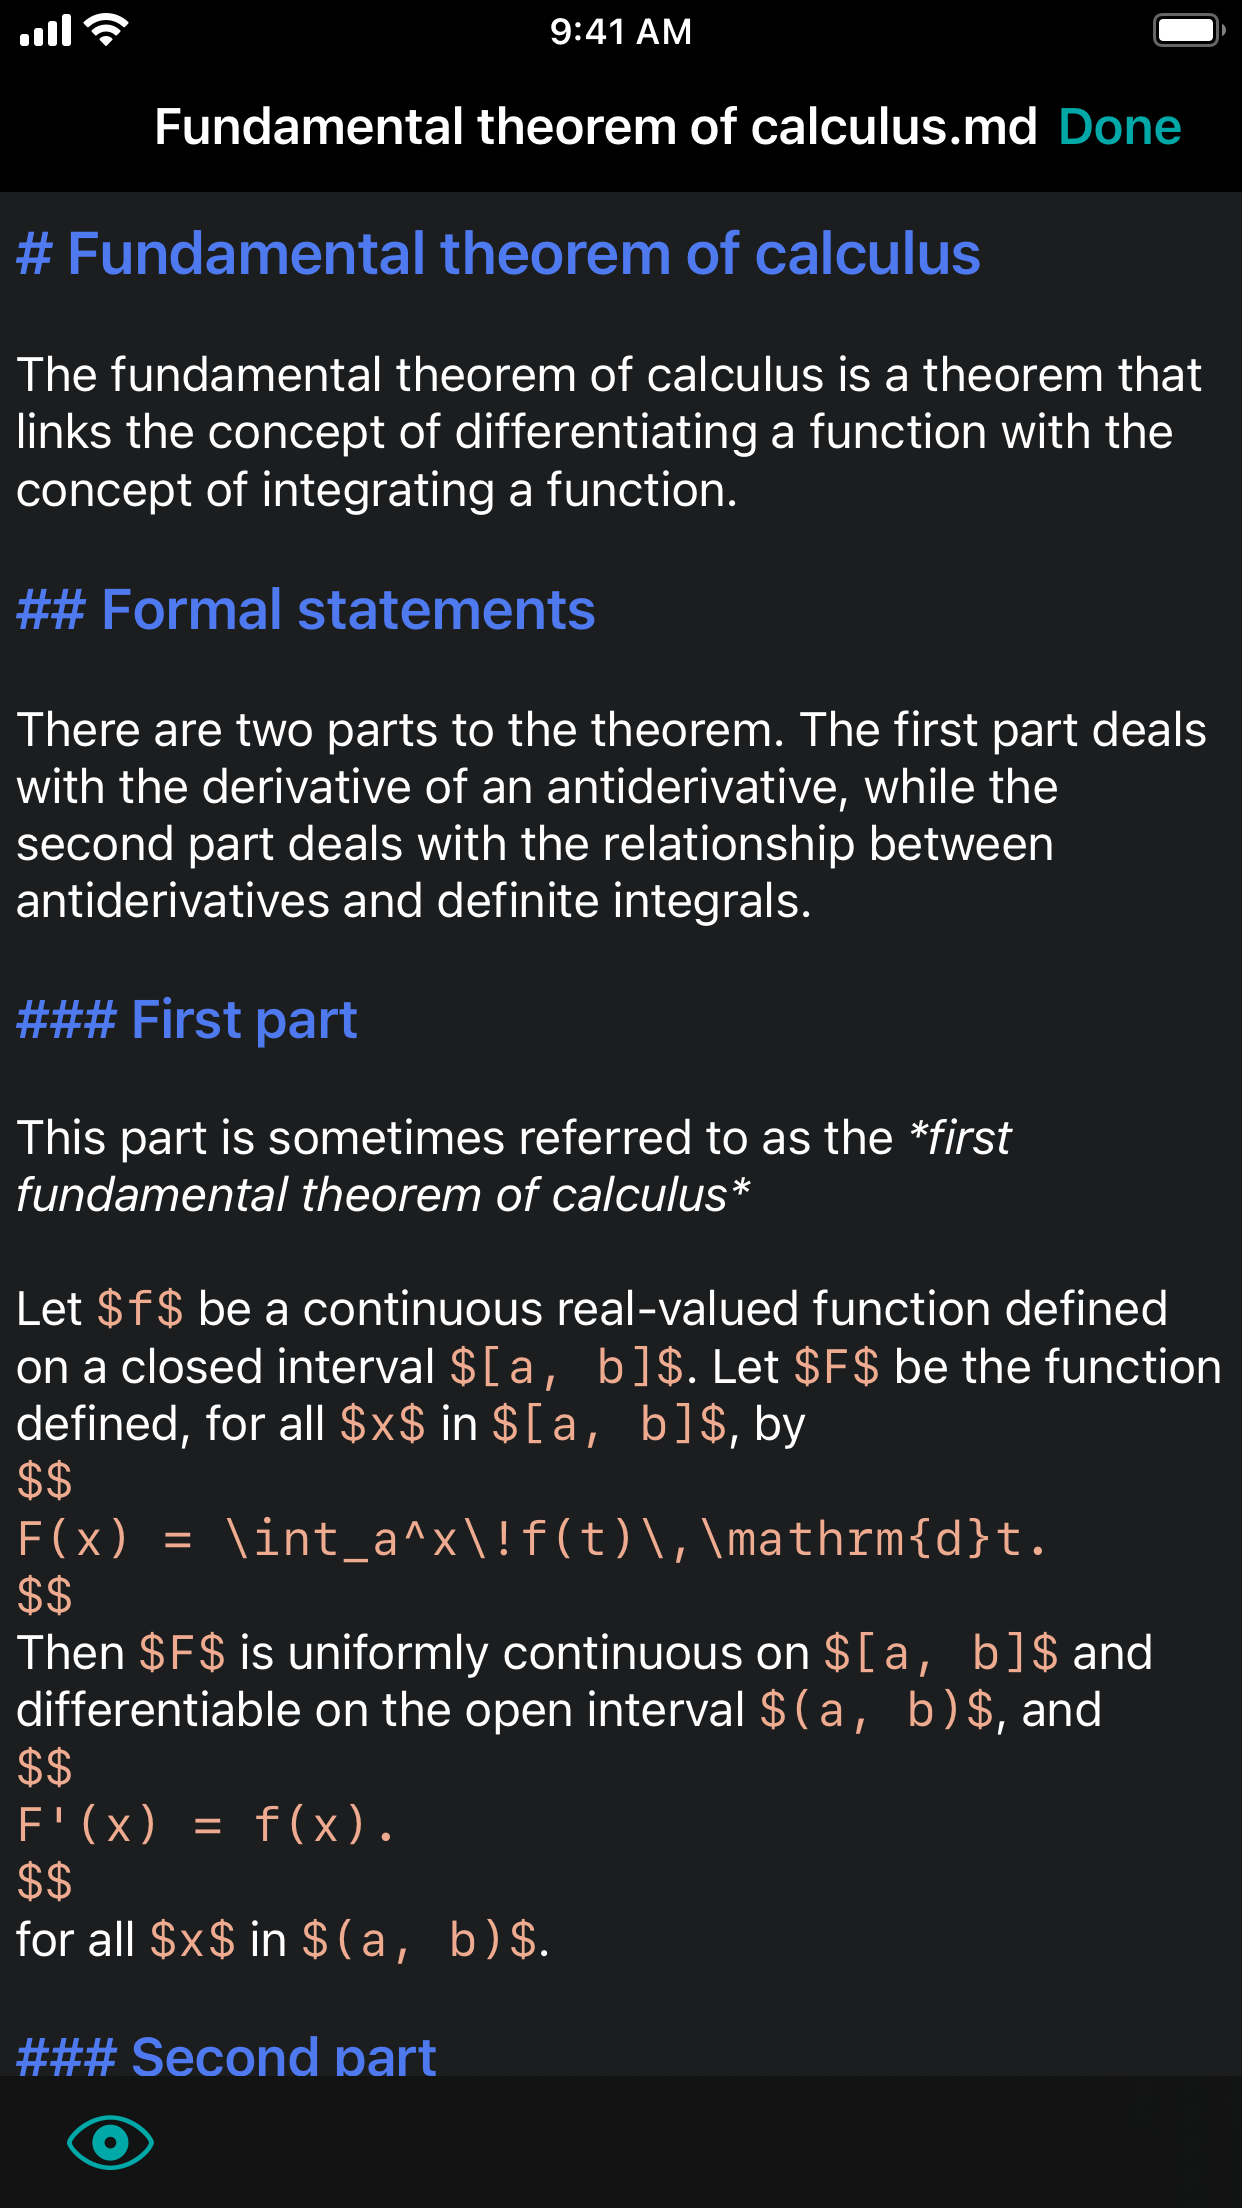 9:41 AM
Fundamental theorem of calculus.md Done
# Fundamental theorem of calculus
The fundamental theorem of calculus is a theorem that
links the concept of differentiating a function with the
concept of integrating a function.
## Formal statements
There are two parts to the theorem. The first part deals
with the derivative of an antiderivative, while the
second part deals with the relationship between
antiderivatives and definite integrals.
### First part
This part is sometimes referred to as the *first
fundamental theorem of calculus*
Let $f$ be a continuous real-valued function defined
on a closed interval $[a, b]$. Let $F$ be the function
defined, for all $x$ in $[a, b]$, by
$$
F(x) = \int_a^x\!f(t)\,\mathrm{d}t.
$$
Then $F$ is uniformly continuous on $[a, b]$ and
differentiable on the open interval $(a, b)$, and
$$
F'(x) = f(x).
$$
for all $x$ in $(a, b)$.
### Second part